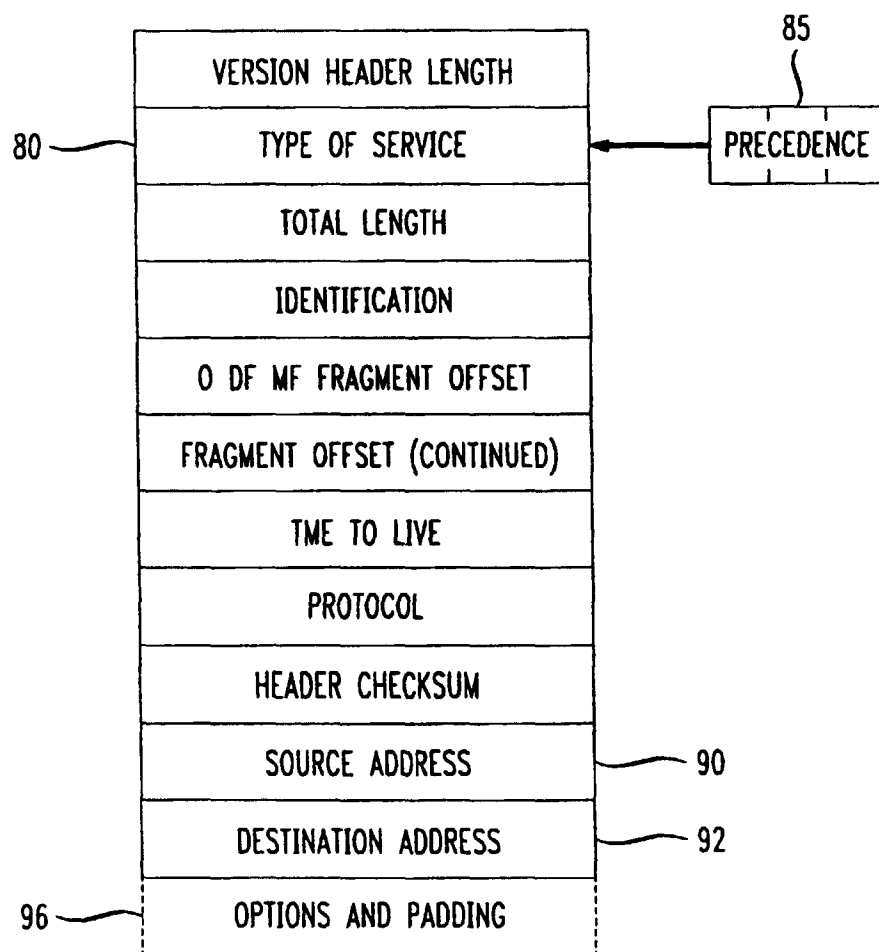 85
VERSION HEADER LENGTH
80 TYPE OF SERVICE PRECEDENCE
TOTAL LENGTH
IDENTIFICATION
0 DF MF FRAGMENT OFFSET
FRAGMENT OFFSET (CONTINUED)
TME TO LIVE
PROTOCOL
HEADER CHECKSUM
SOURCE ADDRESS 90
DESTINATION ADDRESS 92
96 OPTIONS AND PADDING